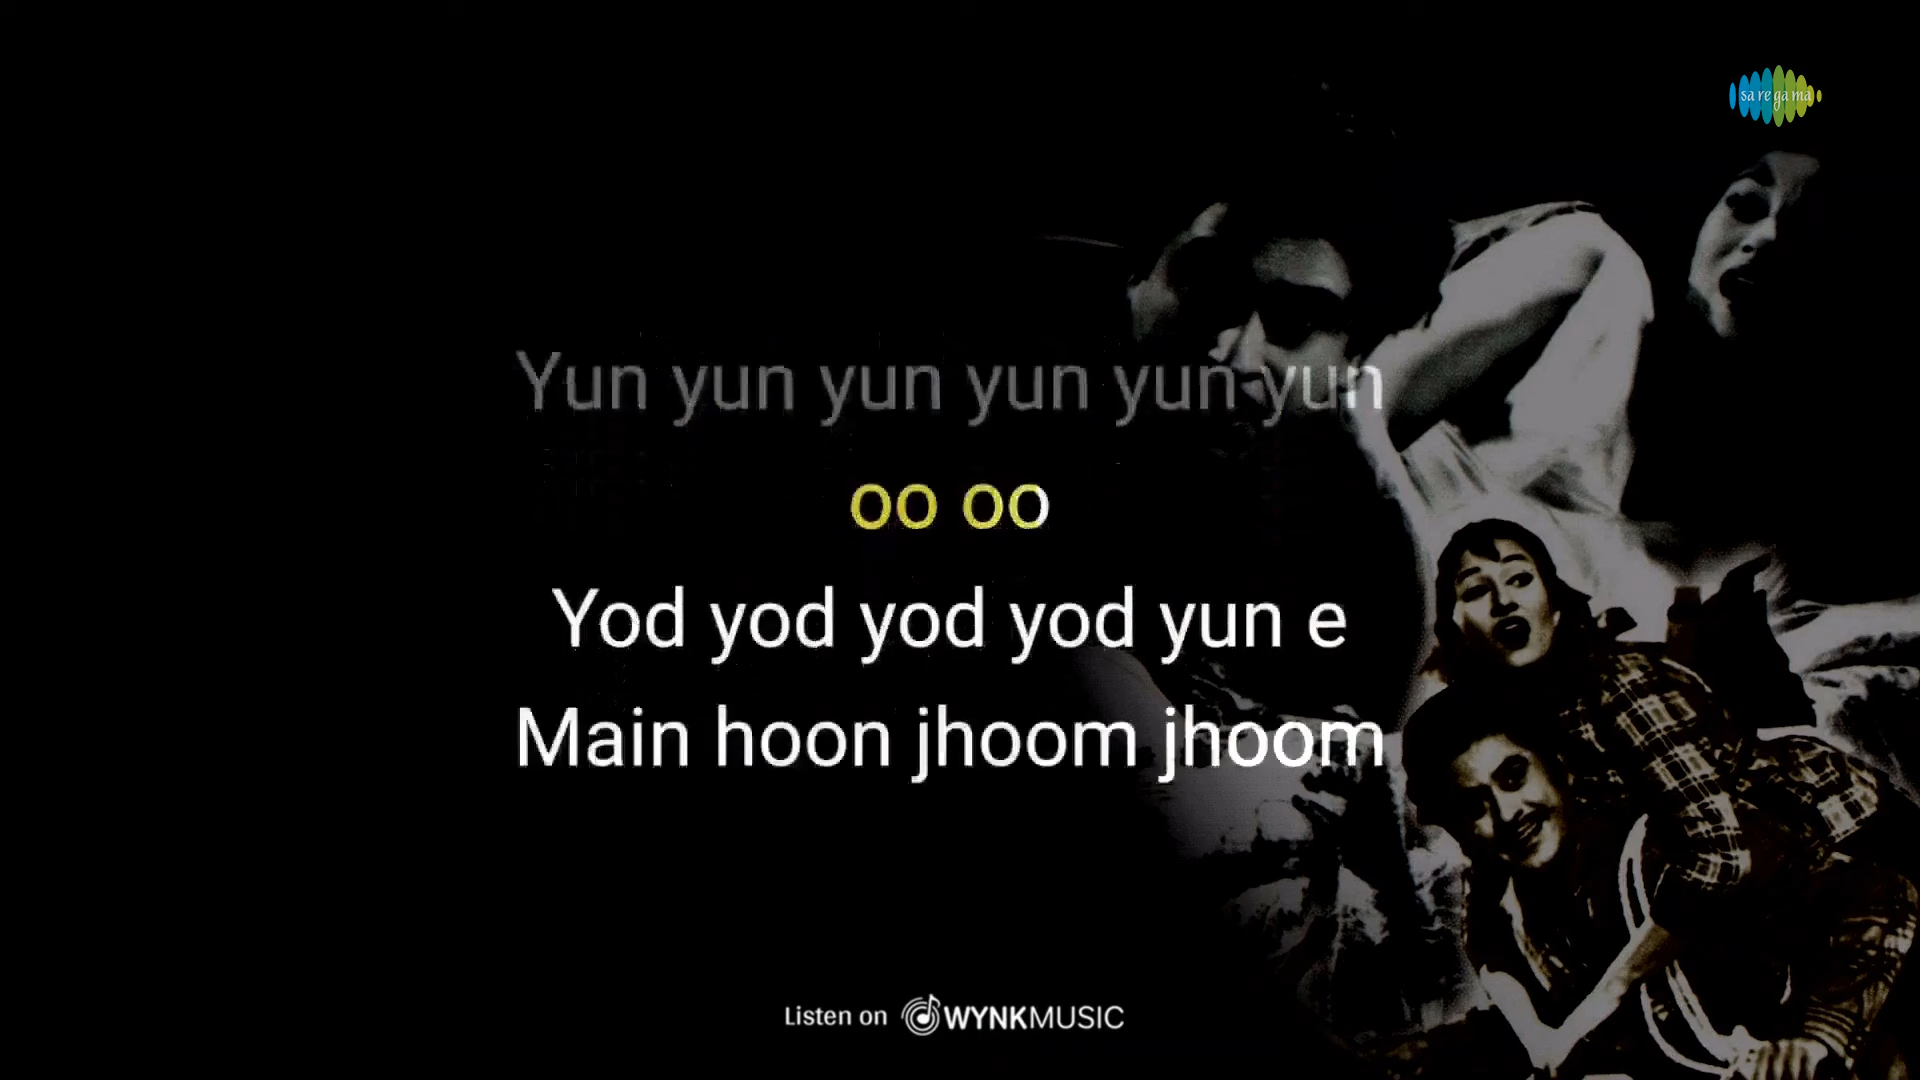 sa re ga ma
Yun yun yun yun yun yun
oo oo
Yod yod yod yod yun e
Main hoon jhoom jhoom
Listen on WYNKMUSIC